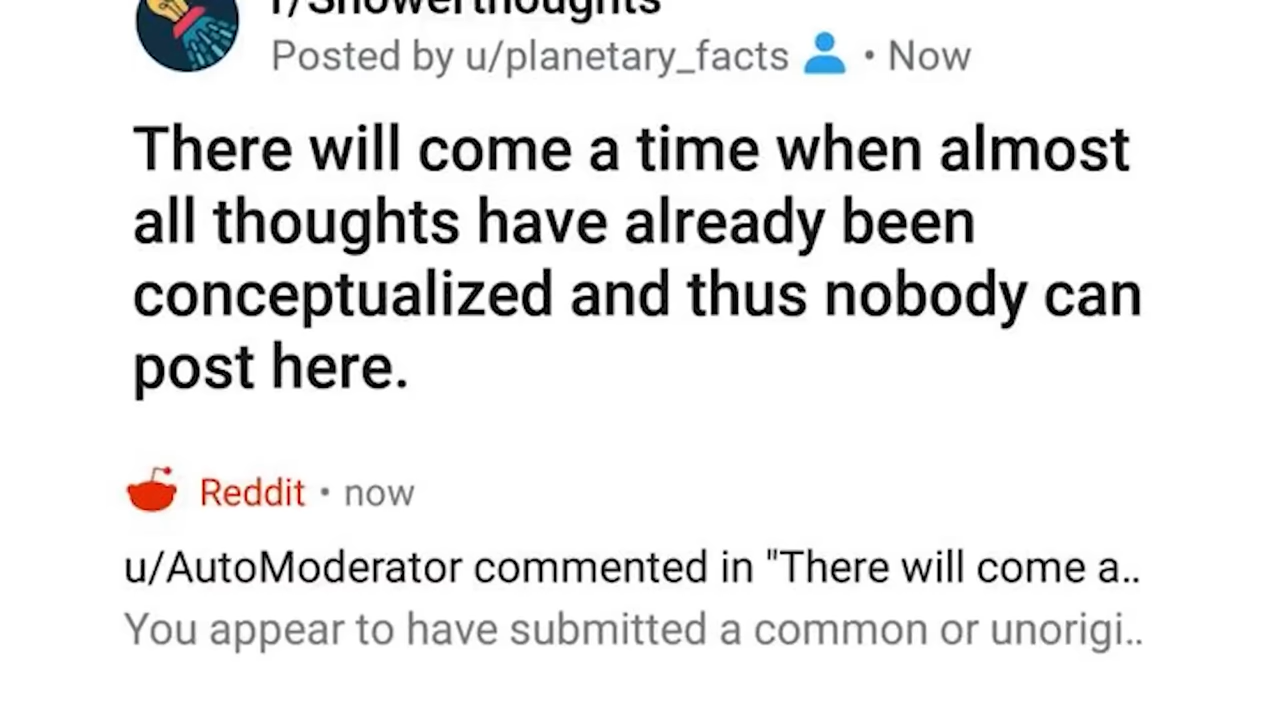 r/Showerthoughts
Posted by u/planetary_facts • Now
There will come a time when almost
all thoughts have already been
conceptualized and thus nobody can
post here.
Reddit • now
u/AutoModerator commented in "There will come a..
You appear to have submitted a common or unorigi..